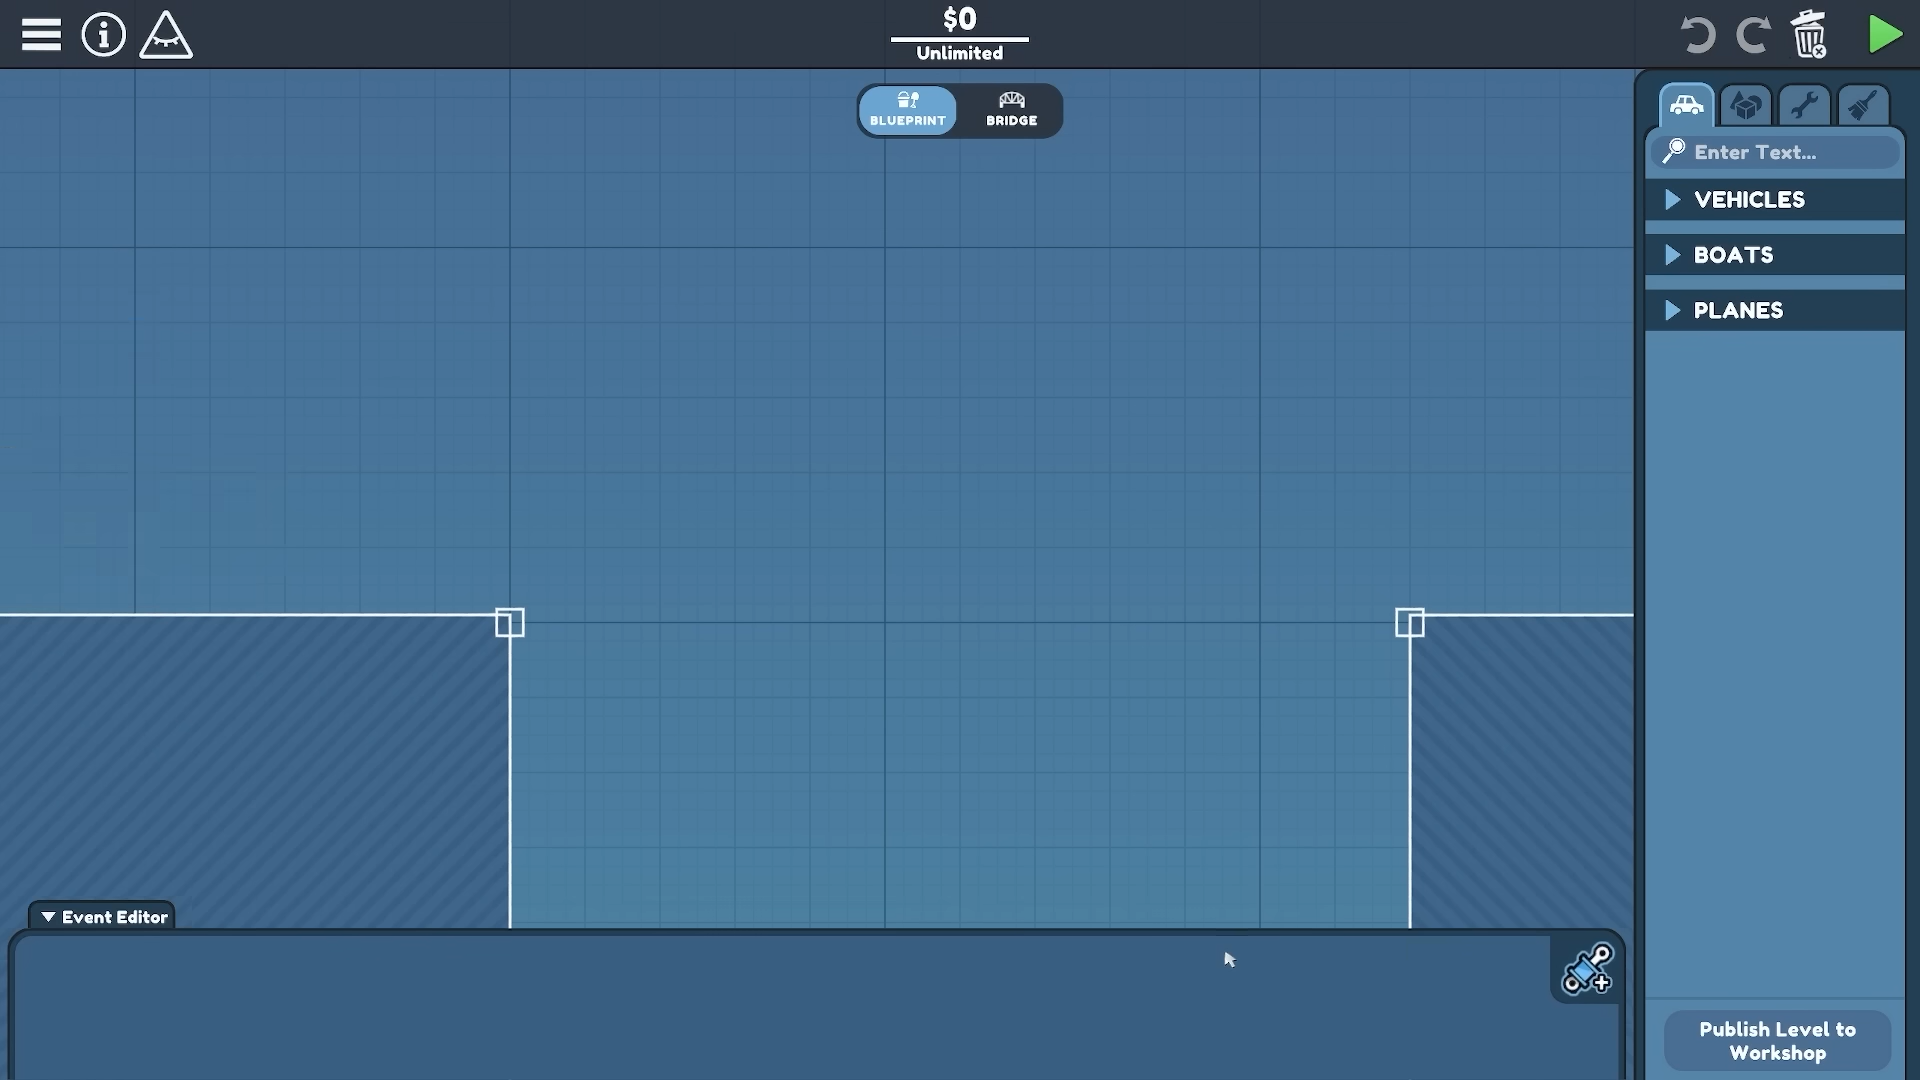 $0
Unlimited
BLUEPRINT
BRIDGE
Enter Text...
VEHICLES
BOATS
PLANES
Event Editor
Publish Level to
Workshop